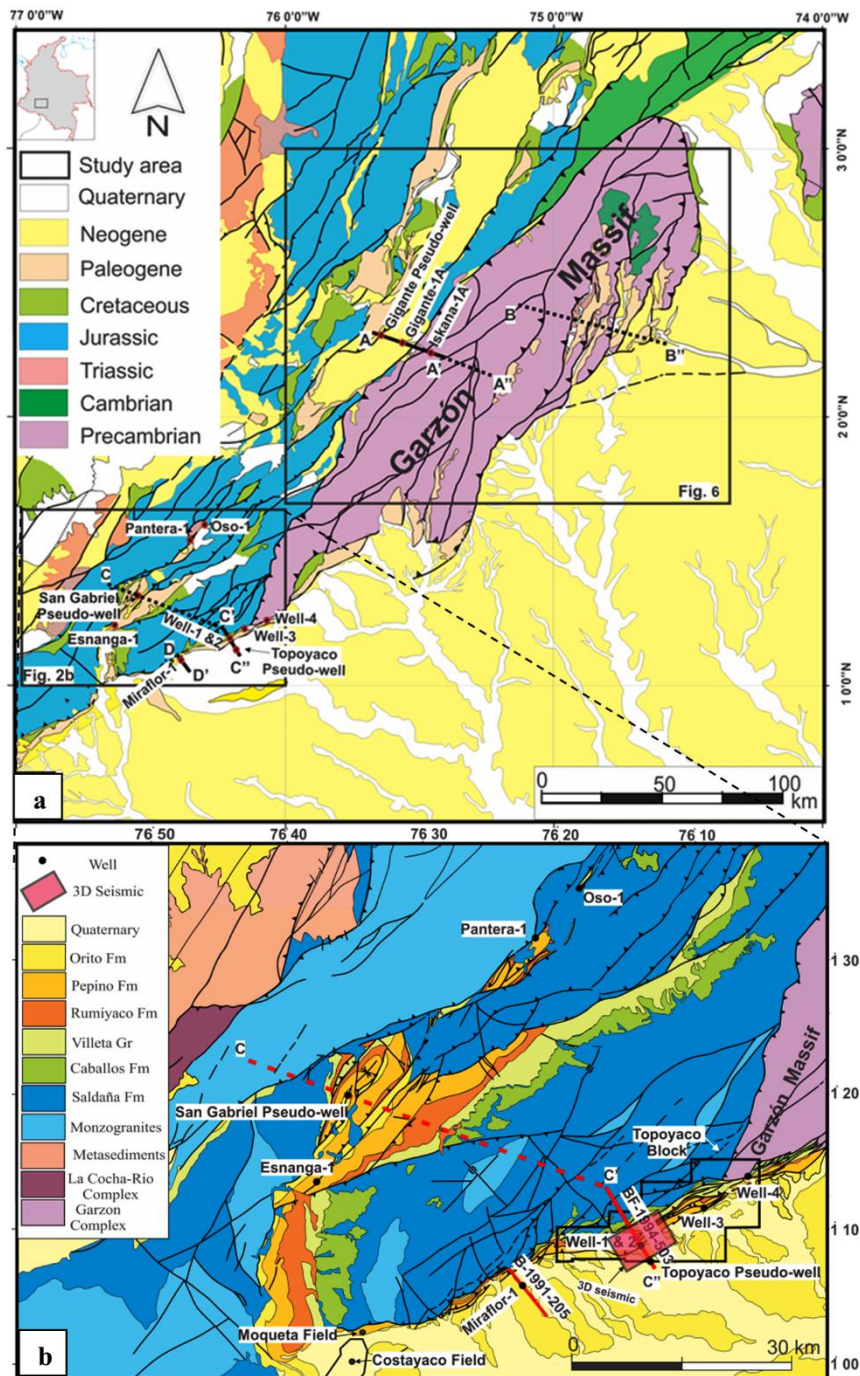 77 0'0"W
76 0'0"W
75 0'0"W
74 0'0"W
N
Study area
Quaternary
Neogene
Paleogene
Cretaceous
Jurassic
Triassic
Cambrian
Precambrian
3 0'0"N
2 0'0"N
1 0'0"N
Gigante Pseudo-well
Gigante-1A
Iskana-1A
A
A'
A''
B
B''
Garzón
Massif
Fig. 6
Pantera-1
Oso-1
C
San Gabriel
Pseudo-well
Esnanga-1
Well-1 &2
C'
Well-4
Well-3
C''
Topoyaco
Pseudo-well
D
D'
Miraflor-1
Fig. 2b
0
50
100
km
a
76 50
76 40
76 30
76 20
76 10
Well
3D Seismic
Quaternary
Orito Fm
Pepino Fm
Rumiyaco Fm
Villeta Gr
Caballos Fm
Saldaña Fm
Monzogranites
Metasediments
La Cocha-Rio
Complex
Garzon
Complex
Oso-1
Pantera-1
1 30
1 20
1 10
1 00
C
San Gabriel Pseudo-well
Esnanga-1
Garzón Massif
Topoyaco
Block
C'
BF-1994-503
Well-4
Well-3
Well-1 & 2
C''
Topoyaco Pseudo-well
3D seismic
B-1991-205
Miraflor-1
Moqueta Field
Costayaco Field
0
30 km
b